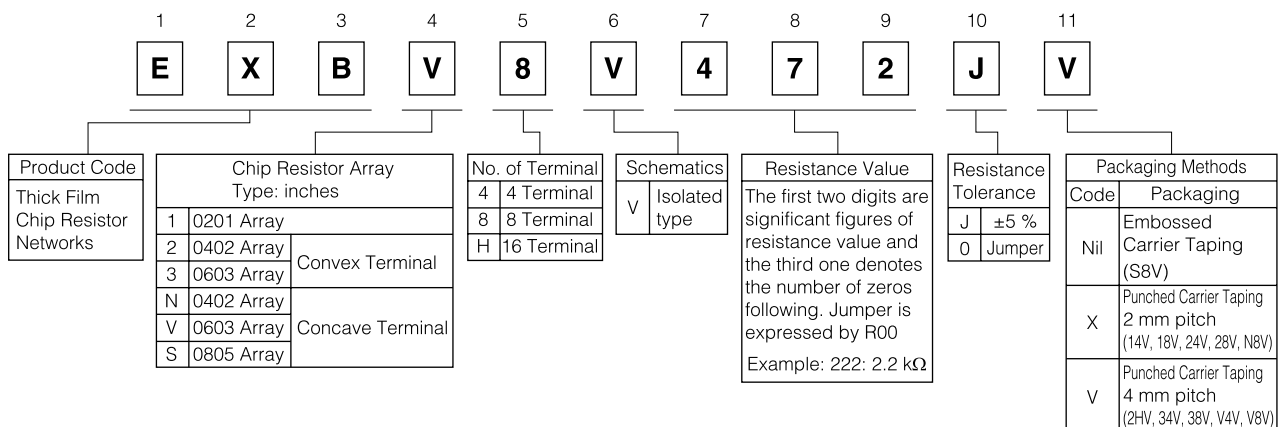 1 2 3 4 5 6 7 8 9 10 11
E X B V 8 V 4 7 2 J V
Product Code
Thick Film
Chip Resistor
Networks
Chip Resistor Array
Type: inches
1 0201 Array
2 0402 Array
3 0603 Array
Convex Terminal
N 0402 Array
V 0603 Array
S 0805 Array
Concave Terminal
No. of Terminal
4 4 Terminal
8 8 Terminal
H 16 Terminal
Schematics
V Isolated
type
Resistance Value
The first two digits are
significant figures of
resistance value and
the third one denotes
the number of zeros
following. Jumper is
expressed by R00
Example: 222: 2.2 kΩ
Resistance
Tolerance
J ±5 %
0 Jumper
Packaging Methods
Code Packaging
Nil
Embossed
Carrier Taping
(S8V)
X
Punched Carrier Taping
2 mm pitch
(14V, 18V, 24V, 28V, N8V)
V
Punched Carrier Taping
4 mm pitch
(2HV, 34V, 38V, V4V, V8V)